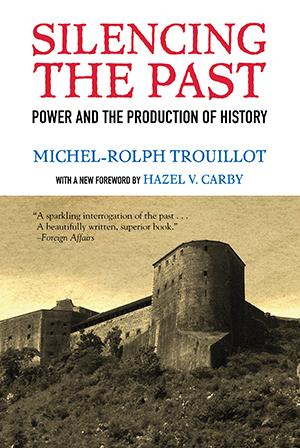 SILENCING
THE PAST
POWER AND THE PRODUCTION OF HISTORY
MICHEL-ROLPH TROUILLOT
WITH A NEW FOREWORD BY HAZEL V. CARBY
“A sparkling interrogation of the past . . .
A beautifully written, superior book.”
–Foreign Affairs